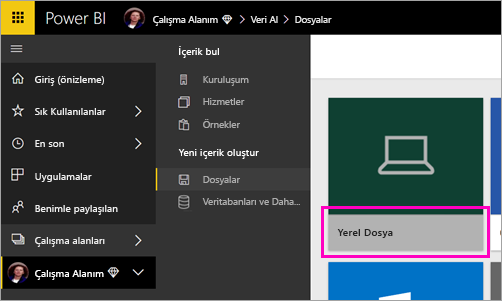 Power BI
Çalışma Alanım > Veri Al > Dosyalar
Giriş (önizleme)
Sık Kullanılanlar
En son
Uygulamalar
Benimle paylaşılan
Çalışma alanları
Çalışma Alanım
İçerik bul
Kuruluşum
Hizmetler
Örnekler
Yeni içerik oluştur
Dosyalar
Veritabanları ve Daha...
Yerel Dosya